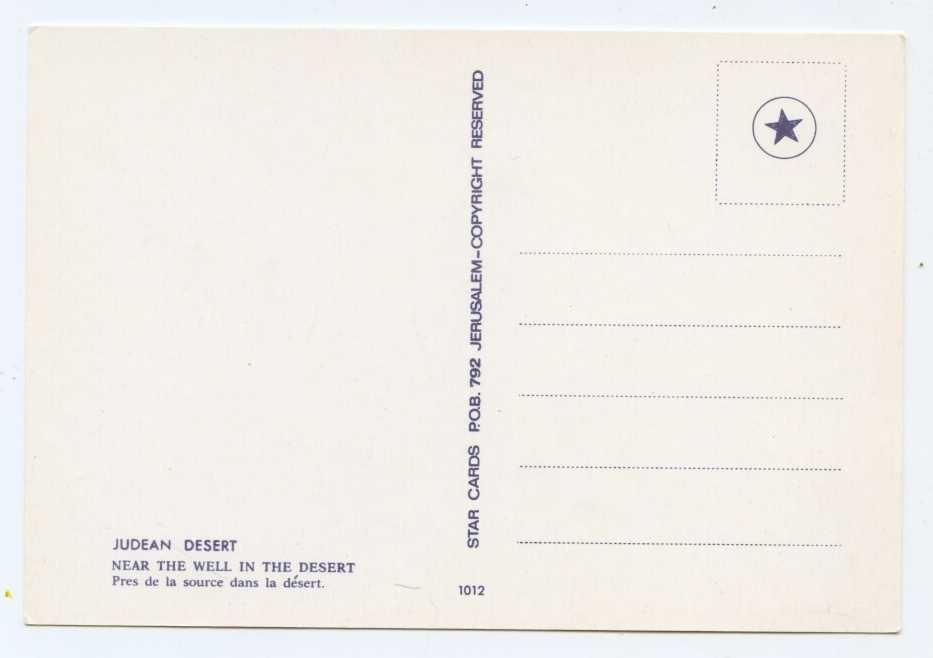 JUDEAN DESERT
NEAR THE WELL IN THE DESERT
Pres de la source dans la désert.
STAR CARDS P.O.B. 792 JERUSALEM-COPYRIGHT RESERVED
1012